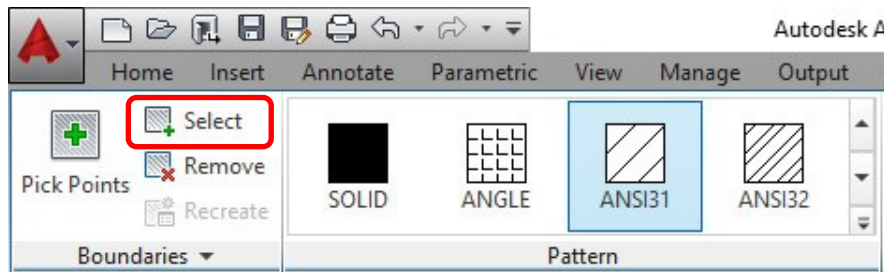 Autodesk A
Home Insert Annotate Parametric View Manage Output
Pick Points
Select
Remove
Recreate
Boundaries
SOLID ANGLE ANSI31 ANSI32
Pattern